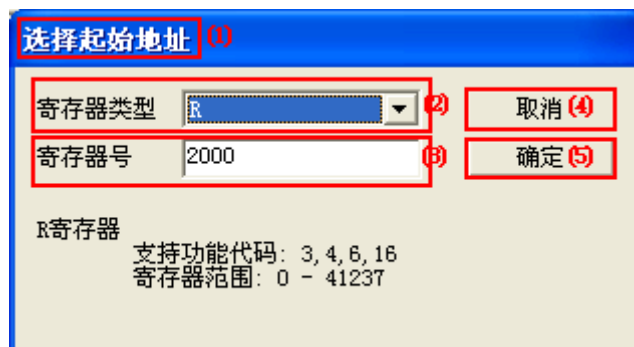 选择起始地址 (1)
寄存器类型 R (2) 取消 (4)
寄存器号 2000 (3) 确定 (5)
R寄存器
支持功能代码: 3,4,6,16
寄存器范围: 0 - 41237